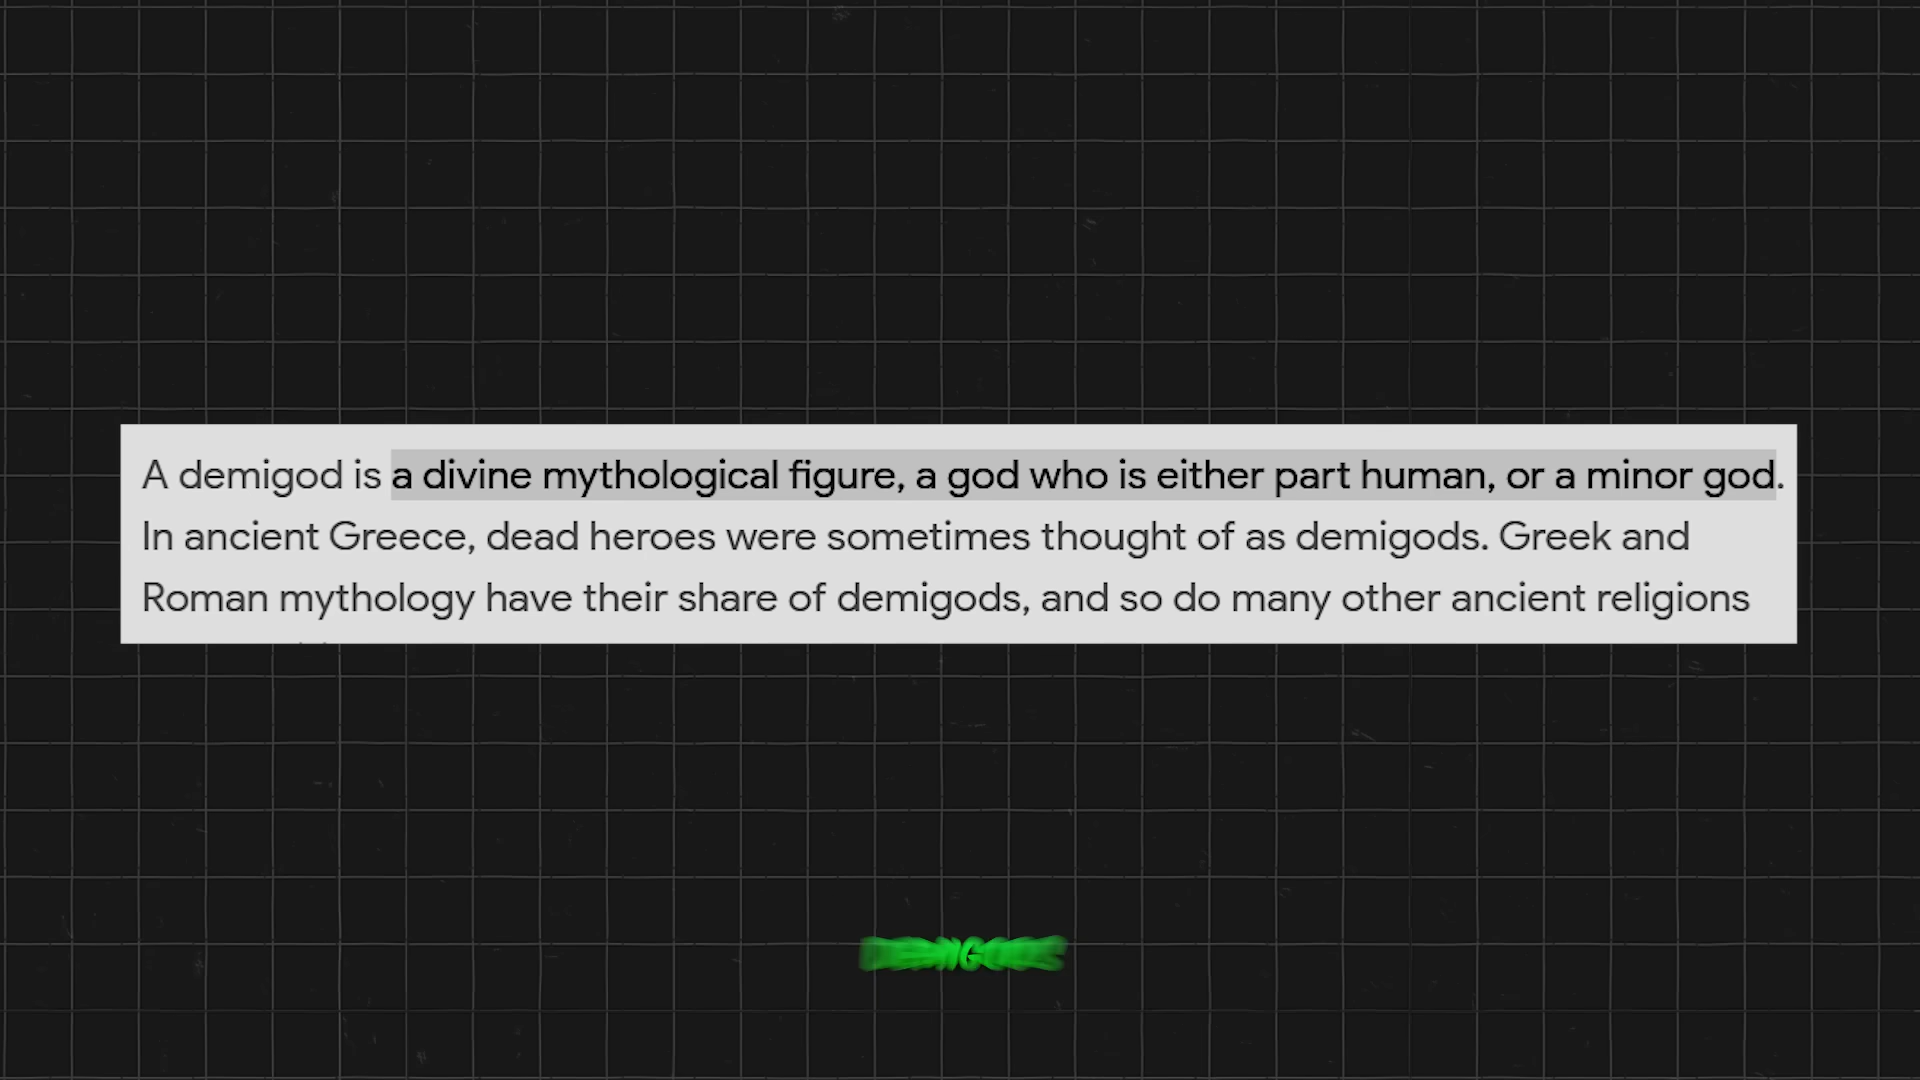 A demigod is a divine mythological figure, a god who is either part human, or a minor god.
In ancient Greece, dead heroes were sometimes thought of as demigods. Greek and
Roman mythology have their share of demigods, and so do many other ancient religions